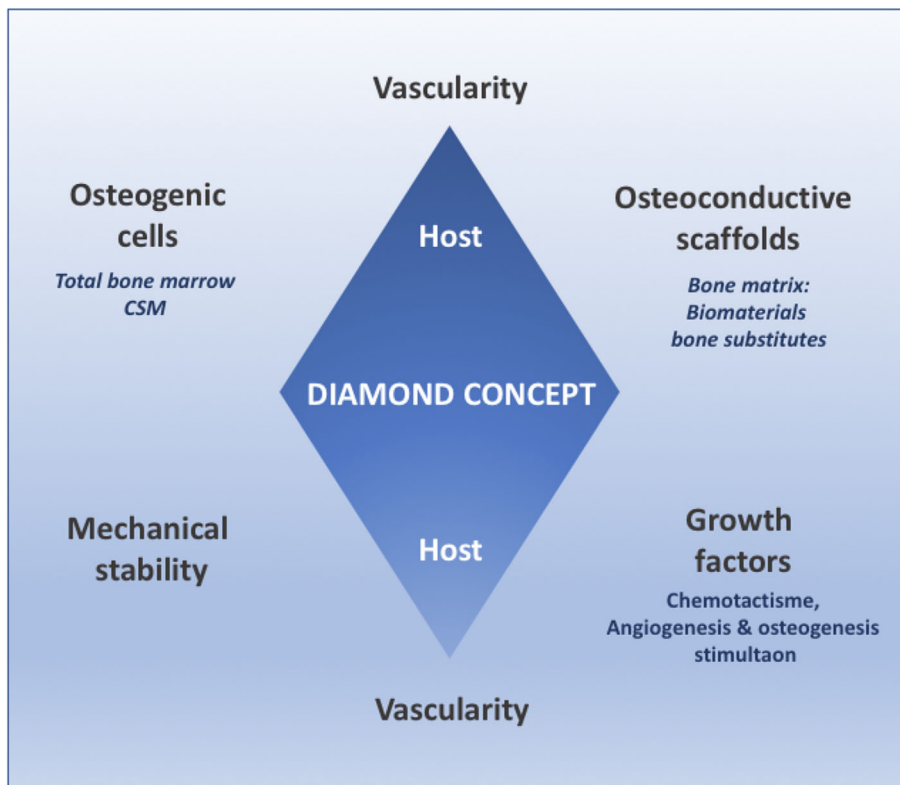 Vascularity
Osteogenic
cells
Total bone marrow
CSM
Host
Osteoconductive
scaffolds
Bone matrix:
Biomaterials
bone substitutes
DIAMOND CONCEPT
Mechanical
stability
Host
Growth
factors
Chemotactisme,
Angiogenesis & osteogenesis
stimultaon
Vascularity